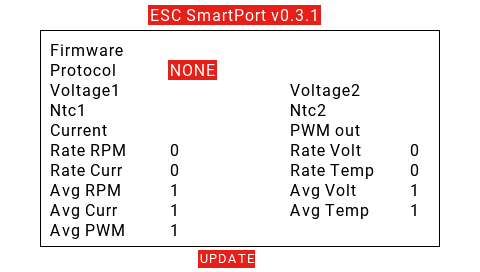 ESC SmartPort v0.3.1
Firmware
Protocol NONE
Voltage1 Voltage2
Ntc1 Ntc2
Current PWM out
Rate RPM 0 Rate Volt 0
Rate Curr 0 Rate Temp 0
Avg RPM 1 Avg Volt 1
Avg Curr 1 Avg Temp 1
Avg PWM 1
UPDATE